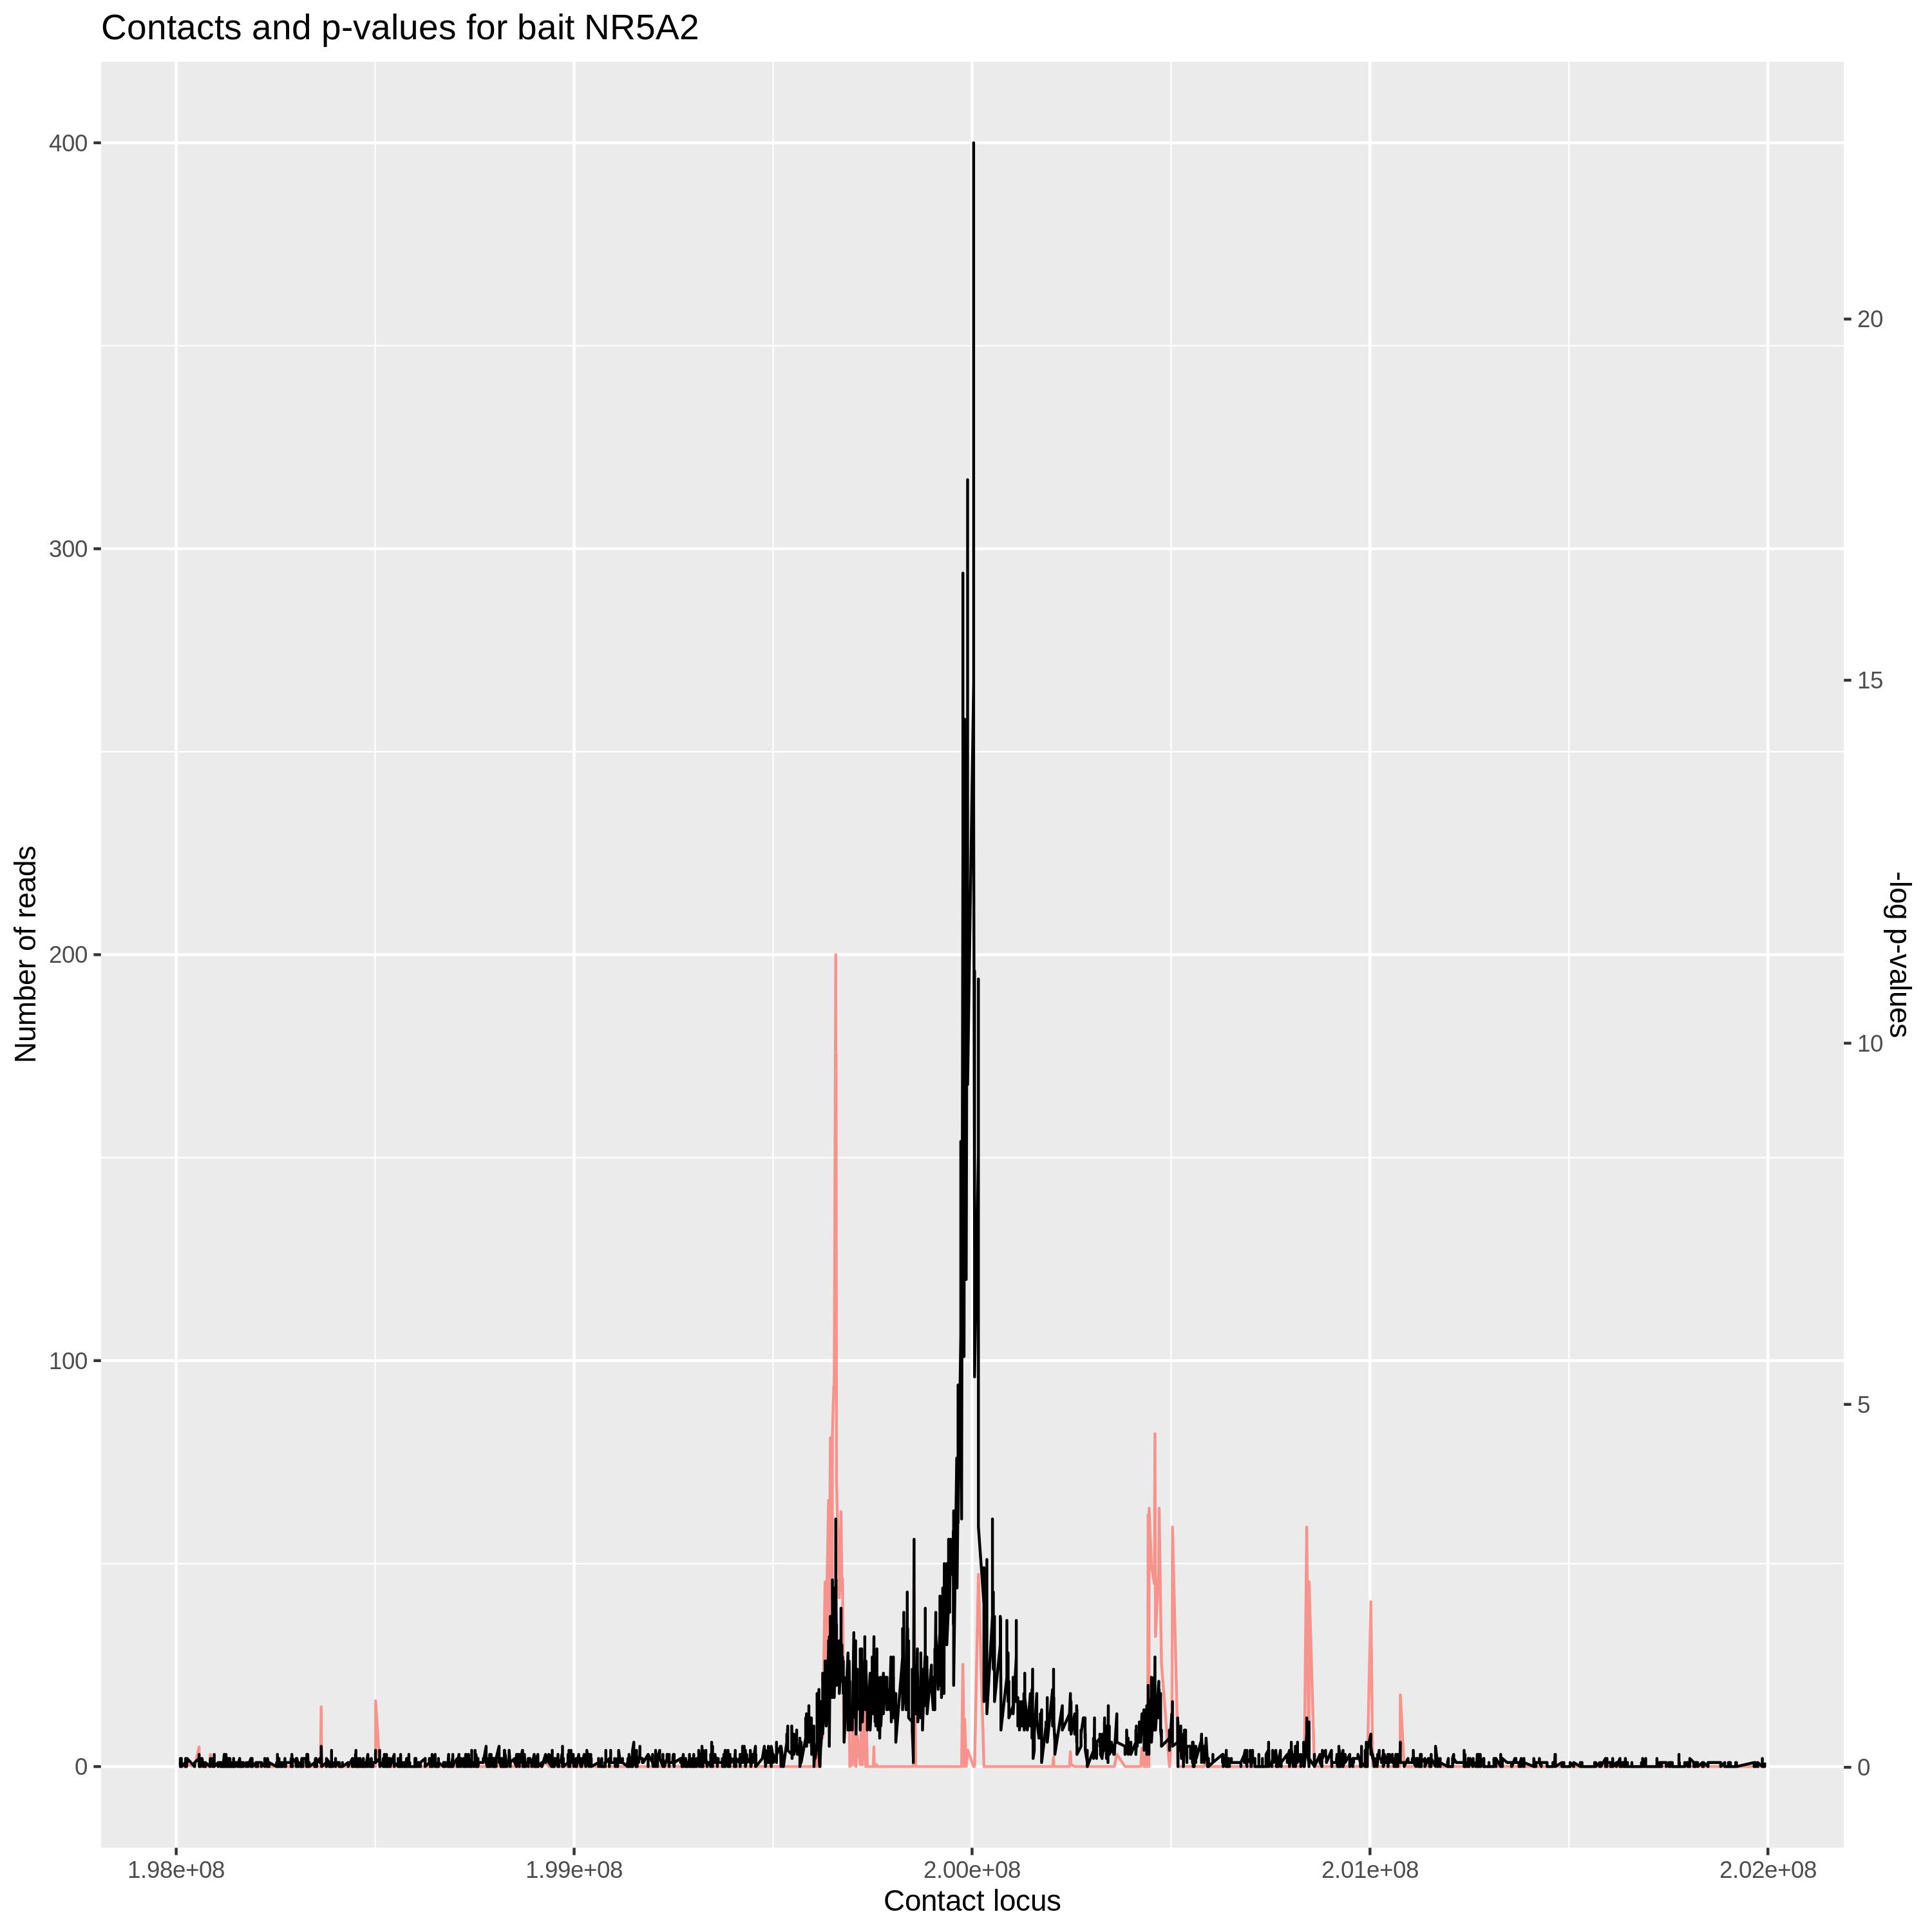 Contacts and p-values for bait NR5A2
400
300
200
100
0
Number of reads
20
15
10
5
0
-log p-values
1.98e+08 1.99e+08 2.00e+08 2.01e+08 2.02e+08
Contact locus